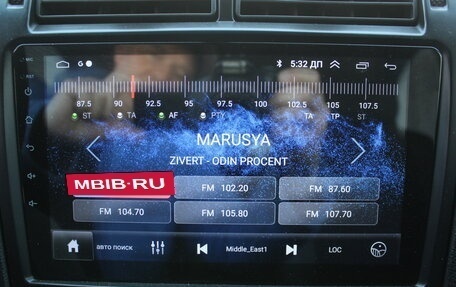 MIC
5:32 ДП
RST
87.5 90 92.5 95 97.5 100 102.5 105 107.5
ST TA AF PTY TA TP ST
MARUSYA
ZIVERT - ODIN PROCENT
MBIB-RU
FM 102.20
FM 87.60
FM 104.70
FM 105.80
FM 107.70
авто поиск
Middle_East1
LOC